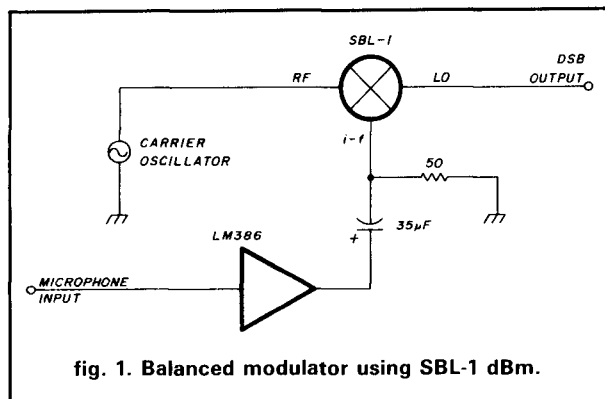 SBL-1
DSB
OUTPUT
RF
LO
CARRIER
OSCILLATOR
i-f
50
35µF
+
LM386
MICROPHONE
INPUT
fig. 1. Balanced modulator using SBL-1 dBm.